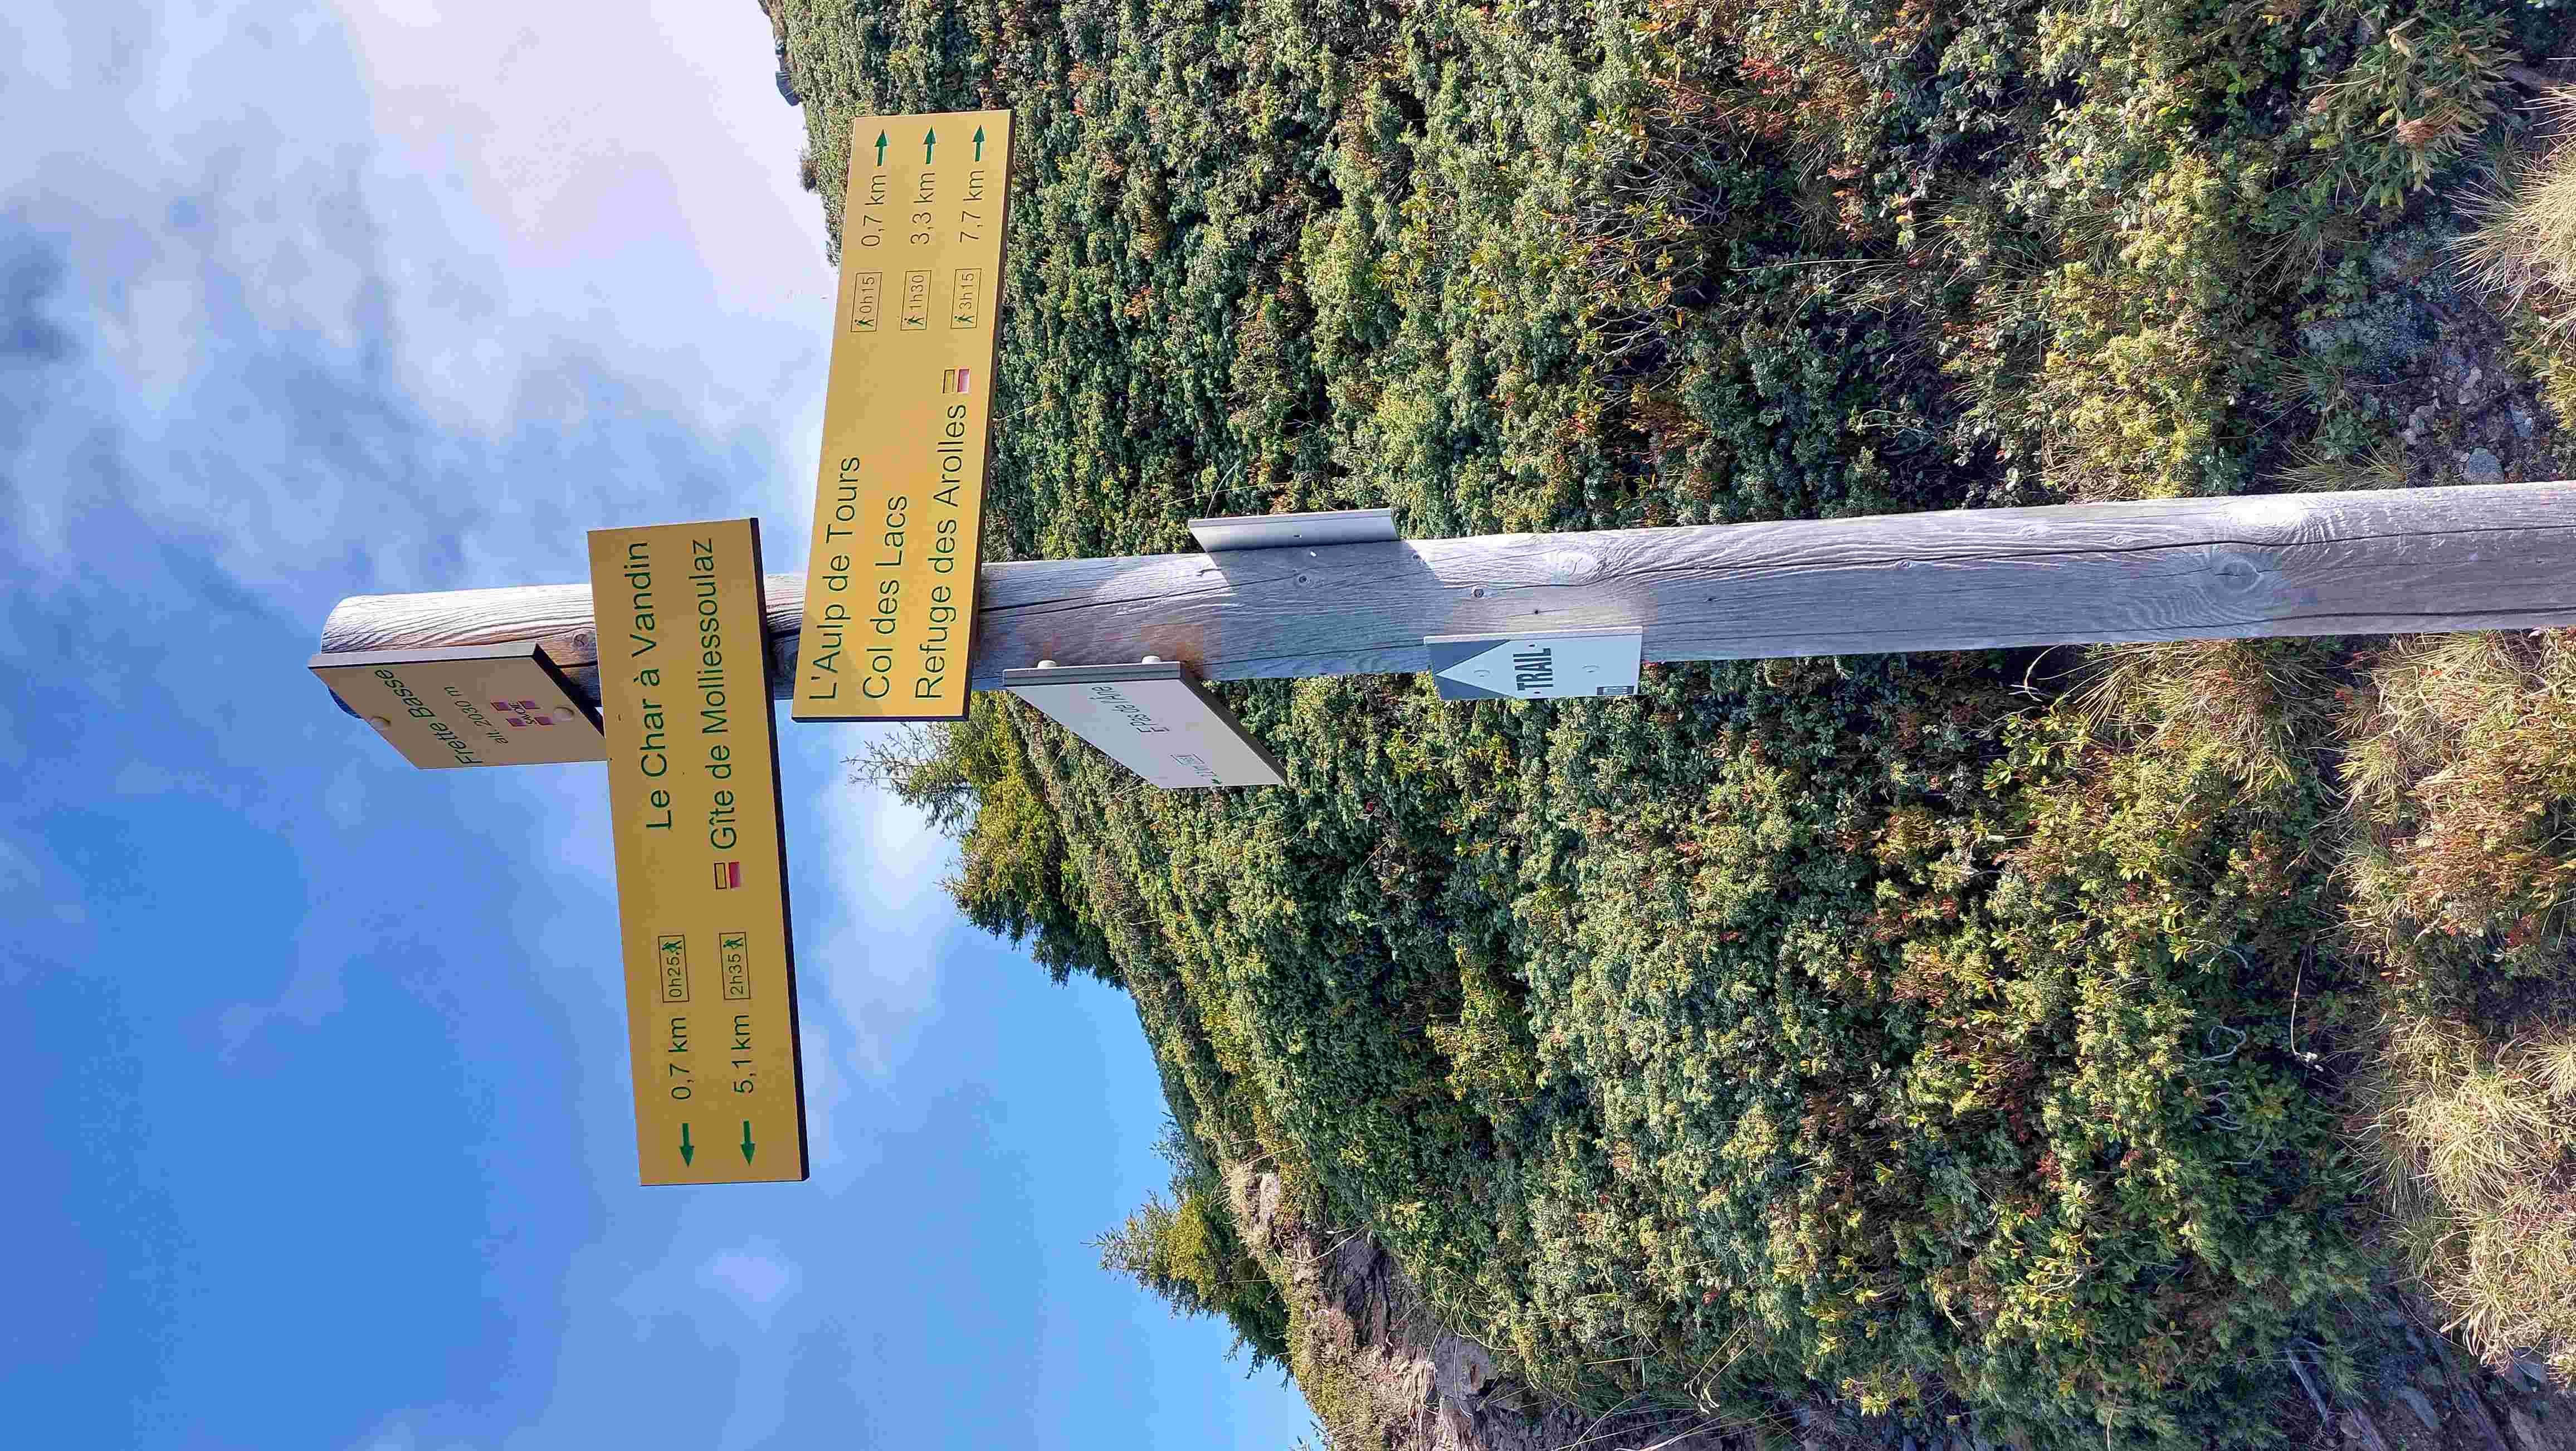 Frette Basse
alt. 2030 m
SAVOIE
Le Char à Vandin
0,7 km 0h25
Gîte de Molliessoulaz
5,1 km 2h35
L'Aulp de Tours 0h15 0,7 km
Col des Lacs 1h30 3,3 km
Refuge des Arolles 3h15 7,7 km
Pas de l'Âne
TRAIL